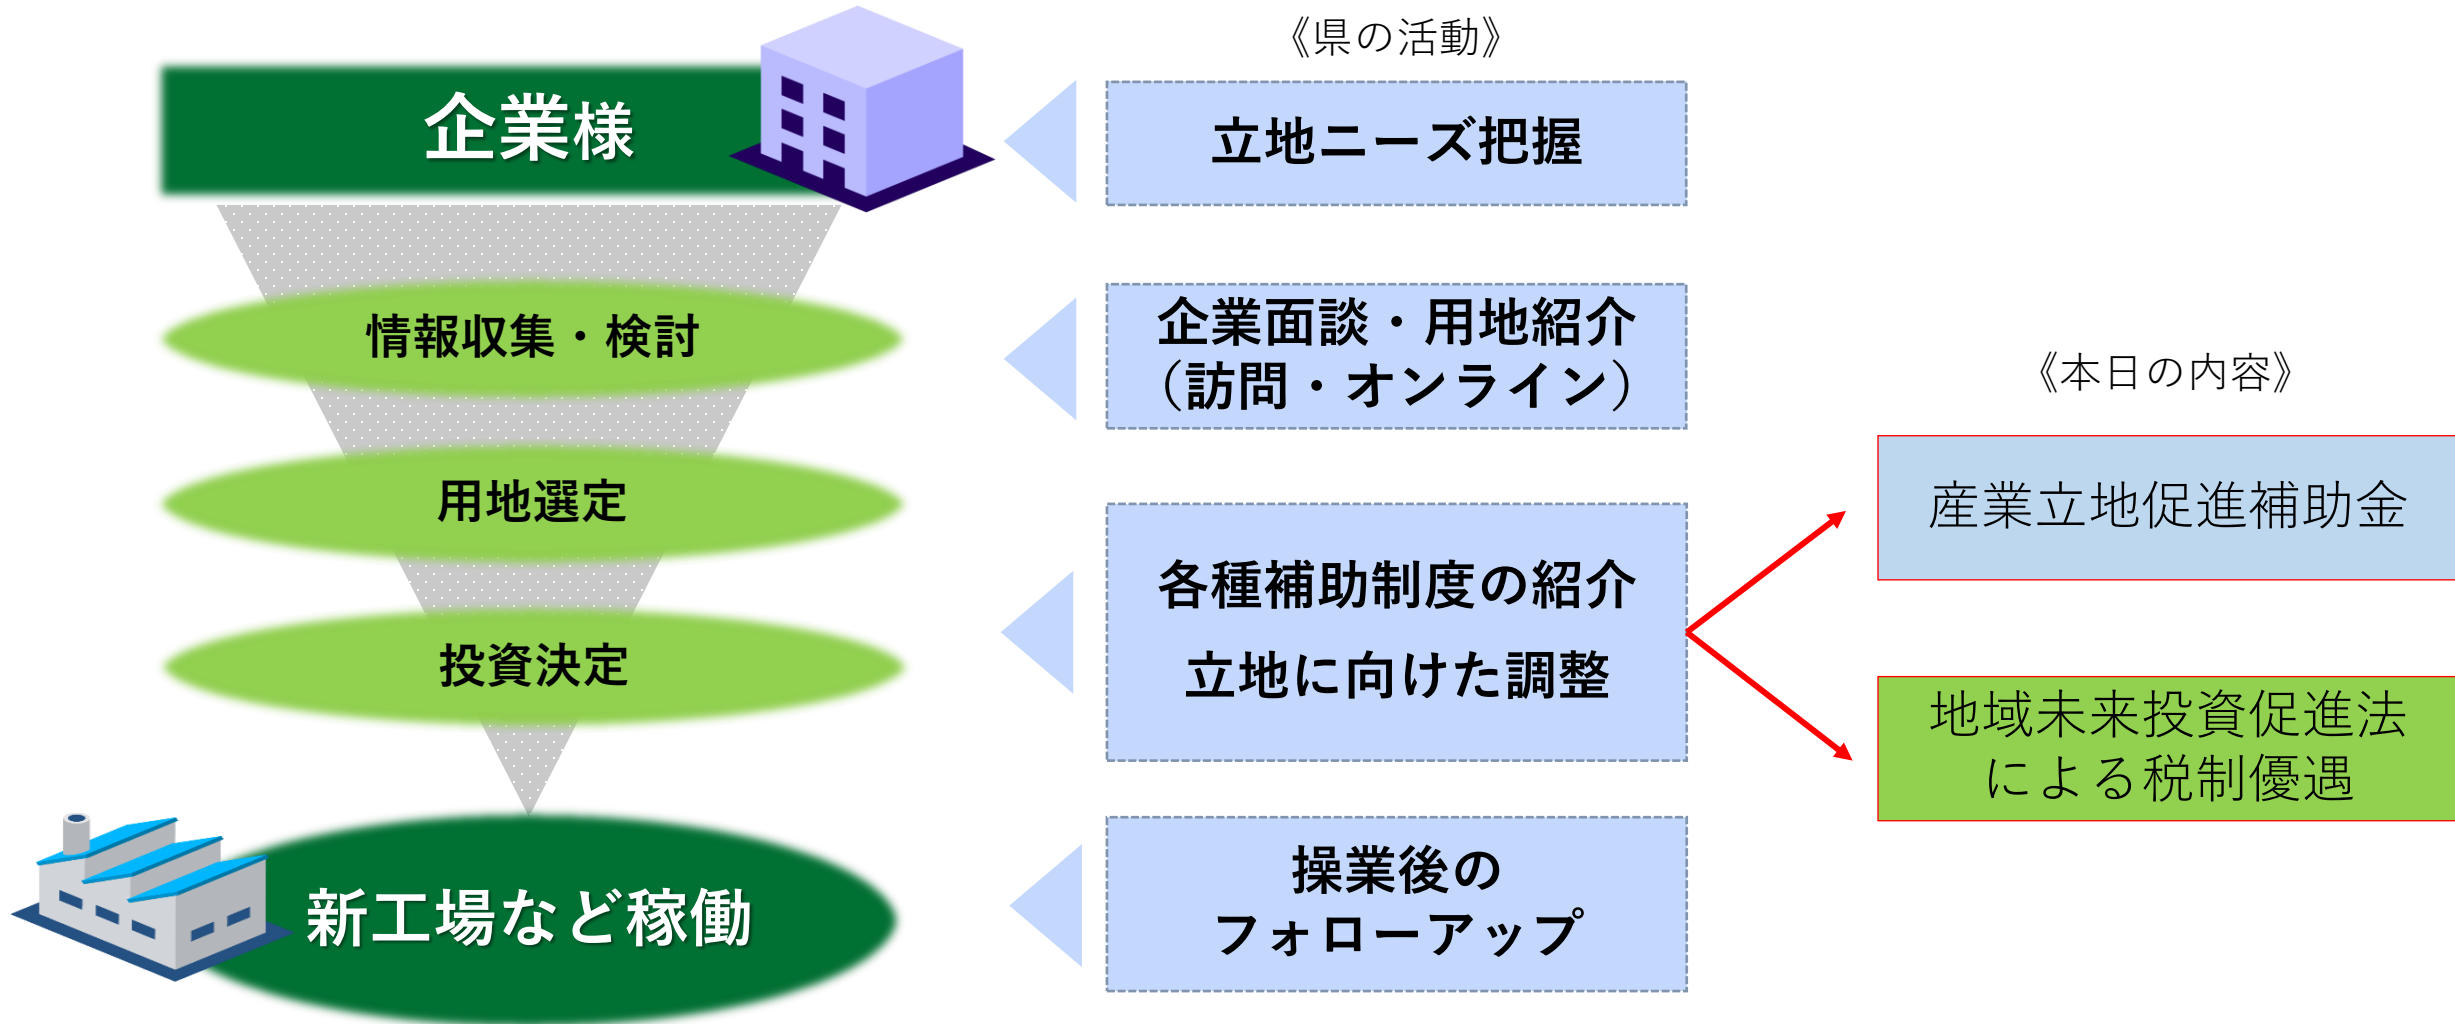 企業様
情報収集・検討
用地選定
投資決定
新工場など稼働
《県の活動》
立地ニーズ把握
企業面談・用地紹介
（訪問・オンライン）
各種補助制度の紹介
立地に向けた調整
操業後の
フォローアップ
《本日の内容》
産業立地促進補助金
地域未来投資促進法
による税制優遇